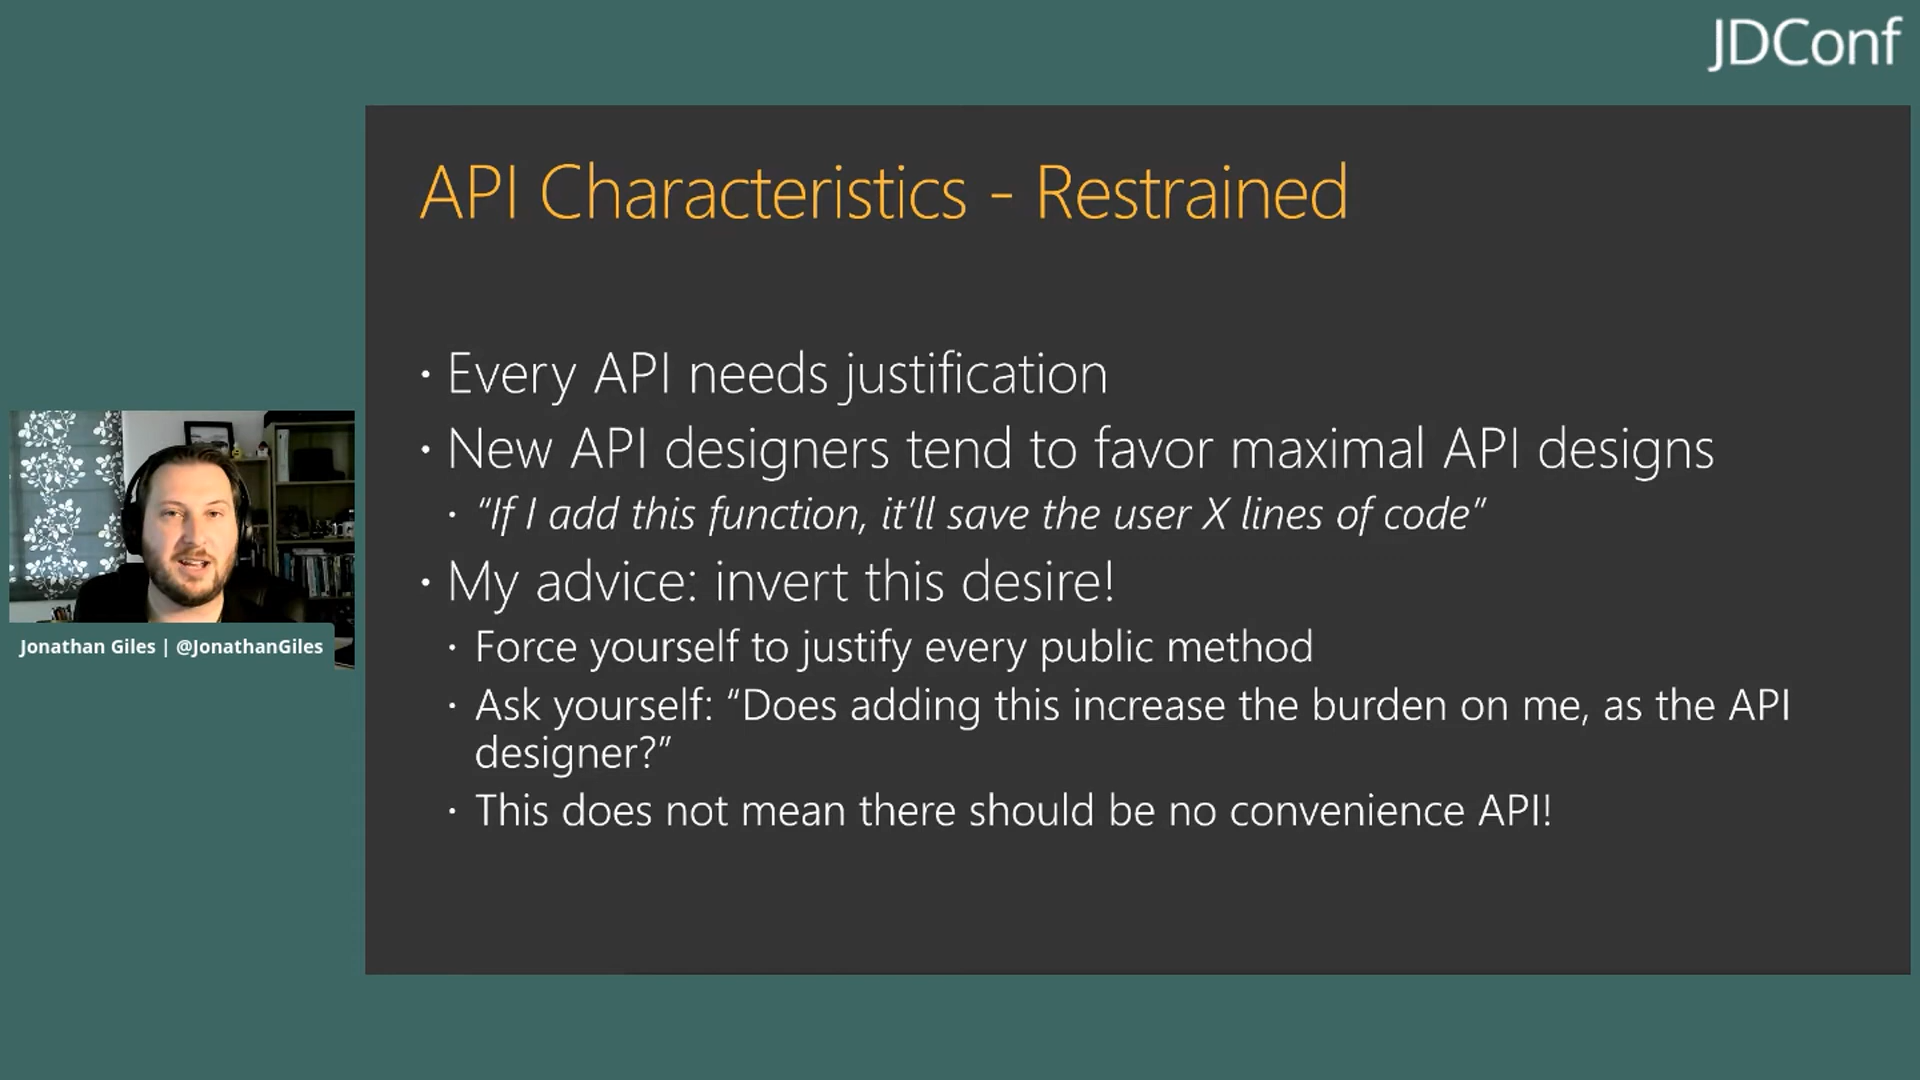 JDConf
API Characteristics - Restrained
• Every API needs justification
• New API designers tend to favor maximal API designs
• “If I add this function, it’ll save the user X lines of code”
• My advice: invert this desire!
• Force yourself to justify every public method
• Ask yourself: “Does adding this increase the burden on me, as the API
designer?”
• This does not mean there should be no convenience API!
Jonathan Giles | @JonathanGiles